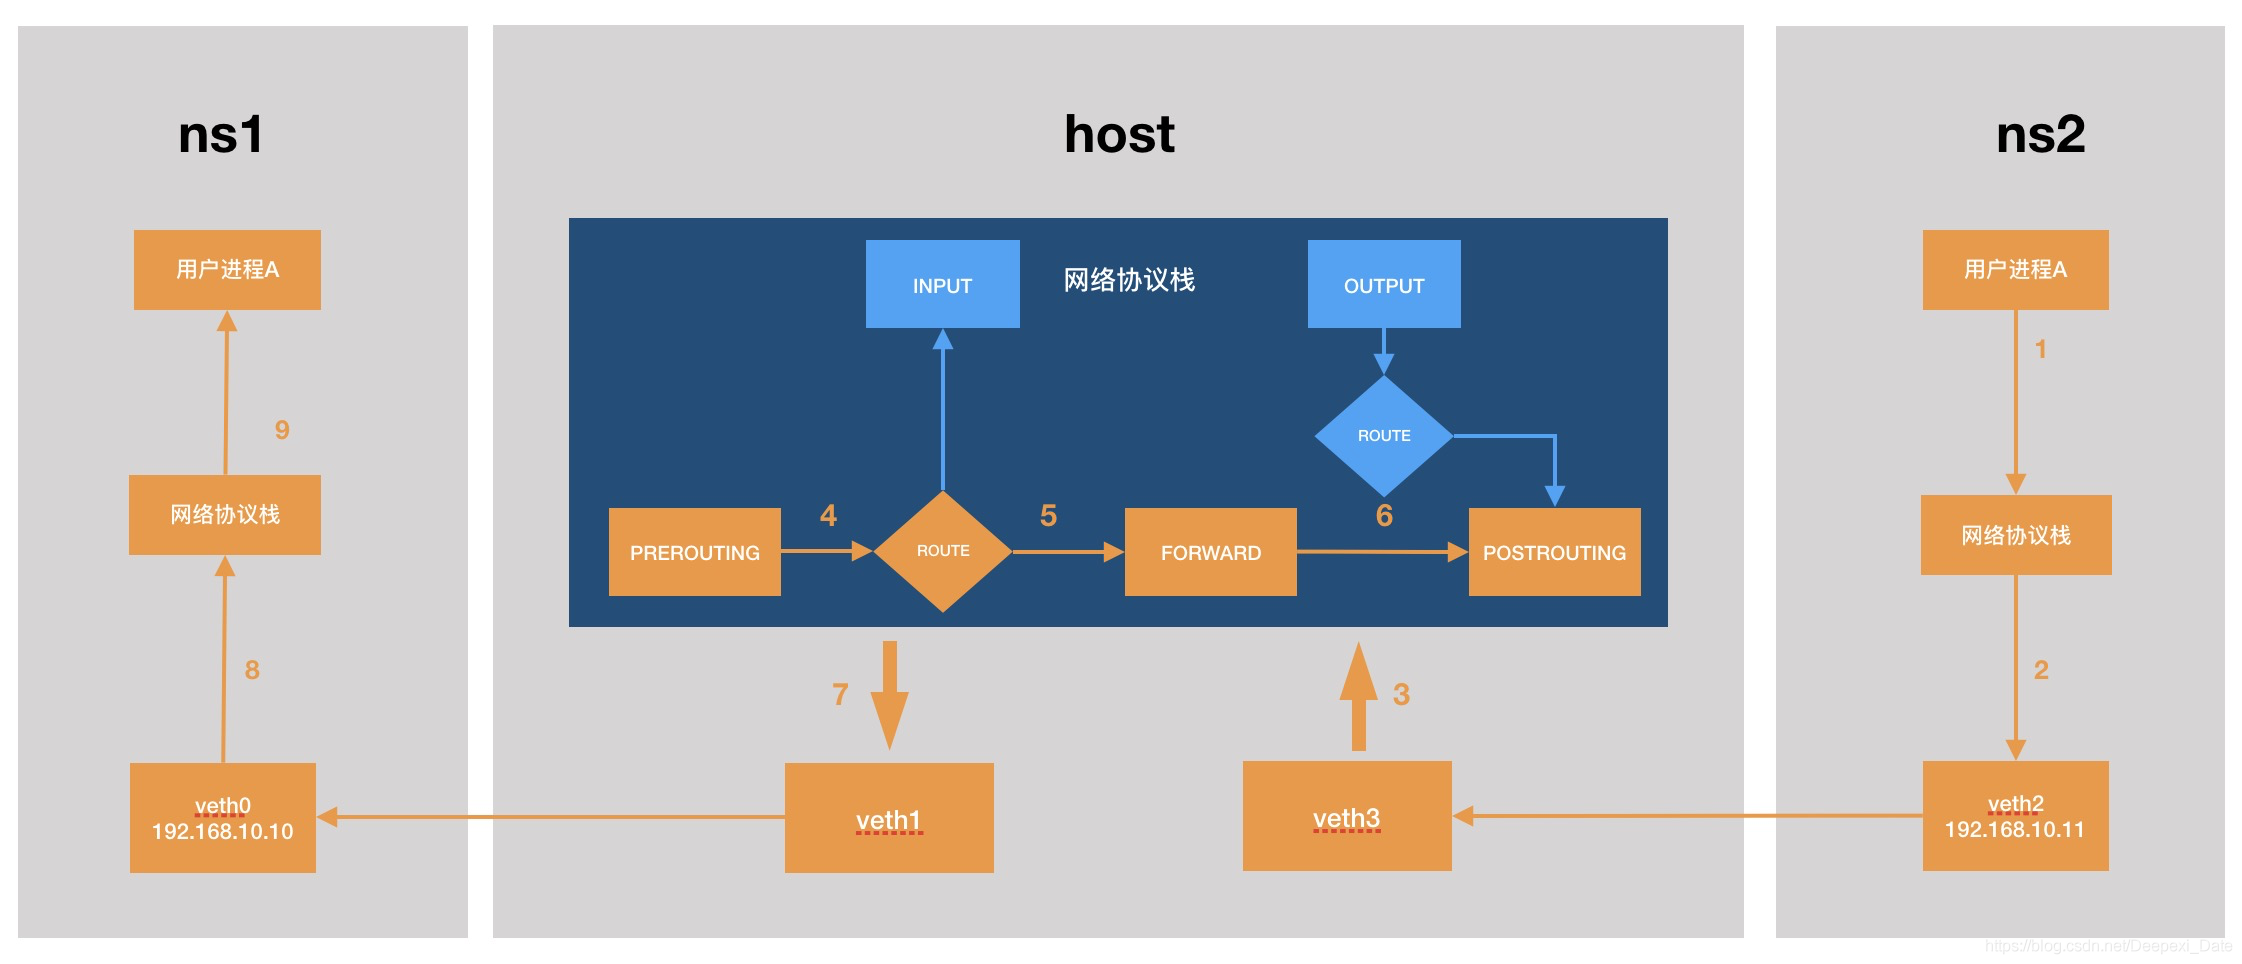 ns1
用户进程A
9
网络协议栈
8
veth0
192.168.10.10
host
INPUT
网络协议栈
OUTPUT
ROUTE
PREROUTING
4
ROUTE
5
FORWARD
6
POSTROUTING
7
3
veth1
veth3
ns2
用户进程A
1
网络协议栈
2
veth2
192.168.10.11
https://blog.csdn.net/Deepexi_Date